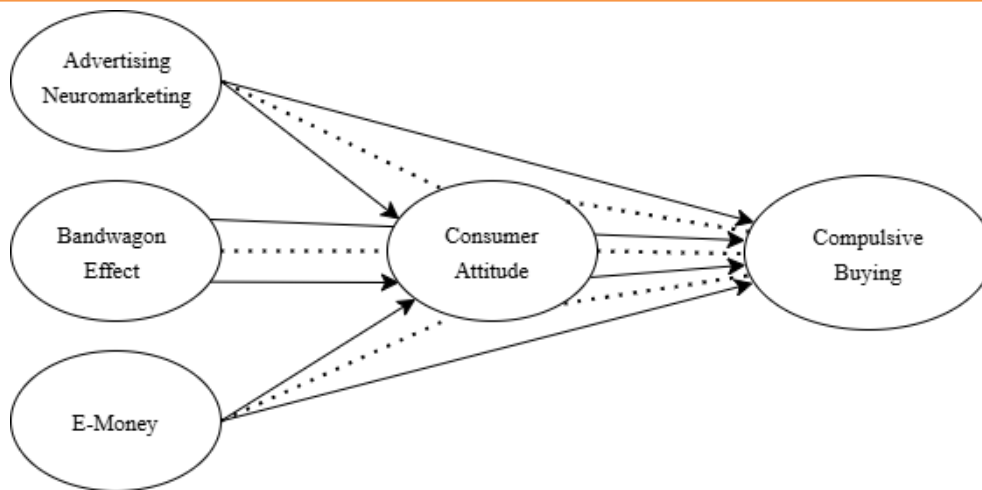 Advertising
Neuromarketing
Bandwagon
Effect
Consumer
Attitude
Compulsive
Buying
E-Money